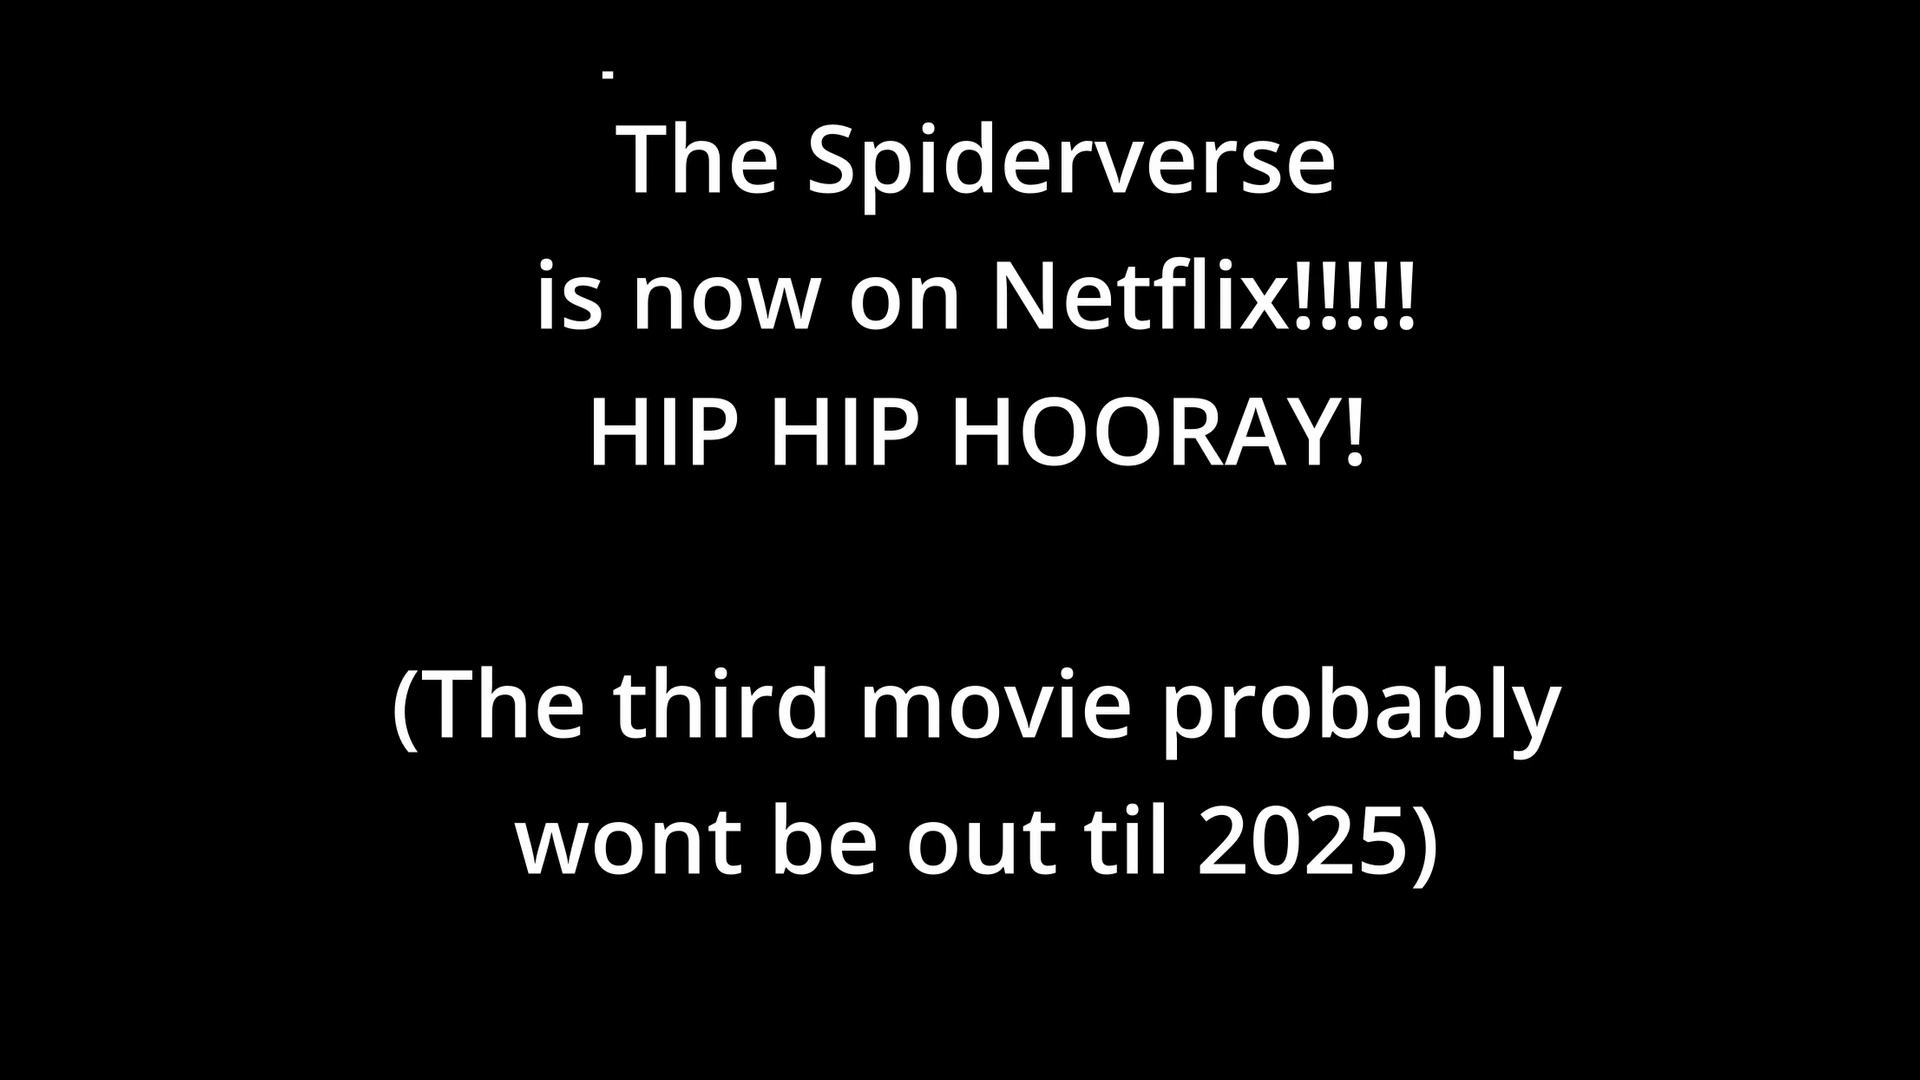 The Spiderverse
is now on Netflix!!!!!
HIP HIP HOORAY!
(The third movie probably
wont be out til 2025)